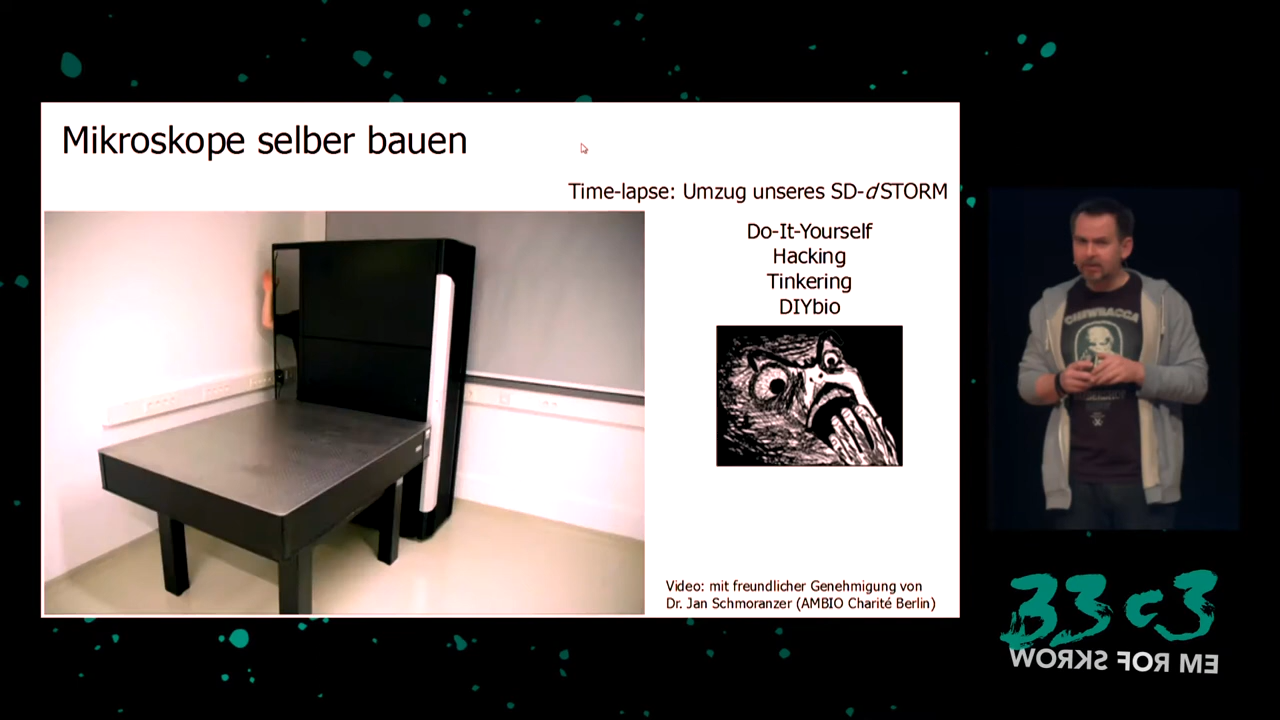 Mikroskope selber bauen
Time-lapse: Umzug unseres SD-dSTORM
Do-It-Yourself
Hacking
Tinkering
DIYbio
Video: mit freundlicher Genehmigung von
Dr. Jan Schmoranzer (AMBIO Charité Berlin)
CHEWBACCA
33c3
WORKS FOR ME